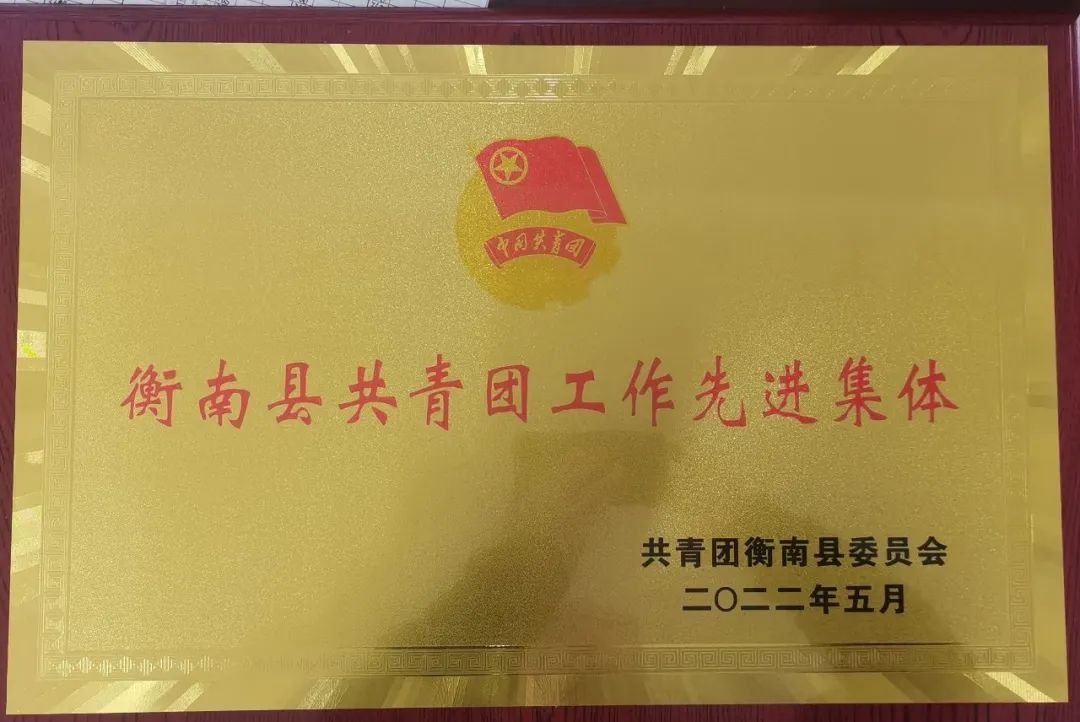 中国共青团
衡南县共青团工作先进集体
共青团衡南县委员会
二〇二二年五月